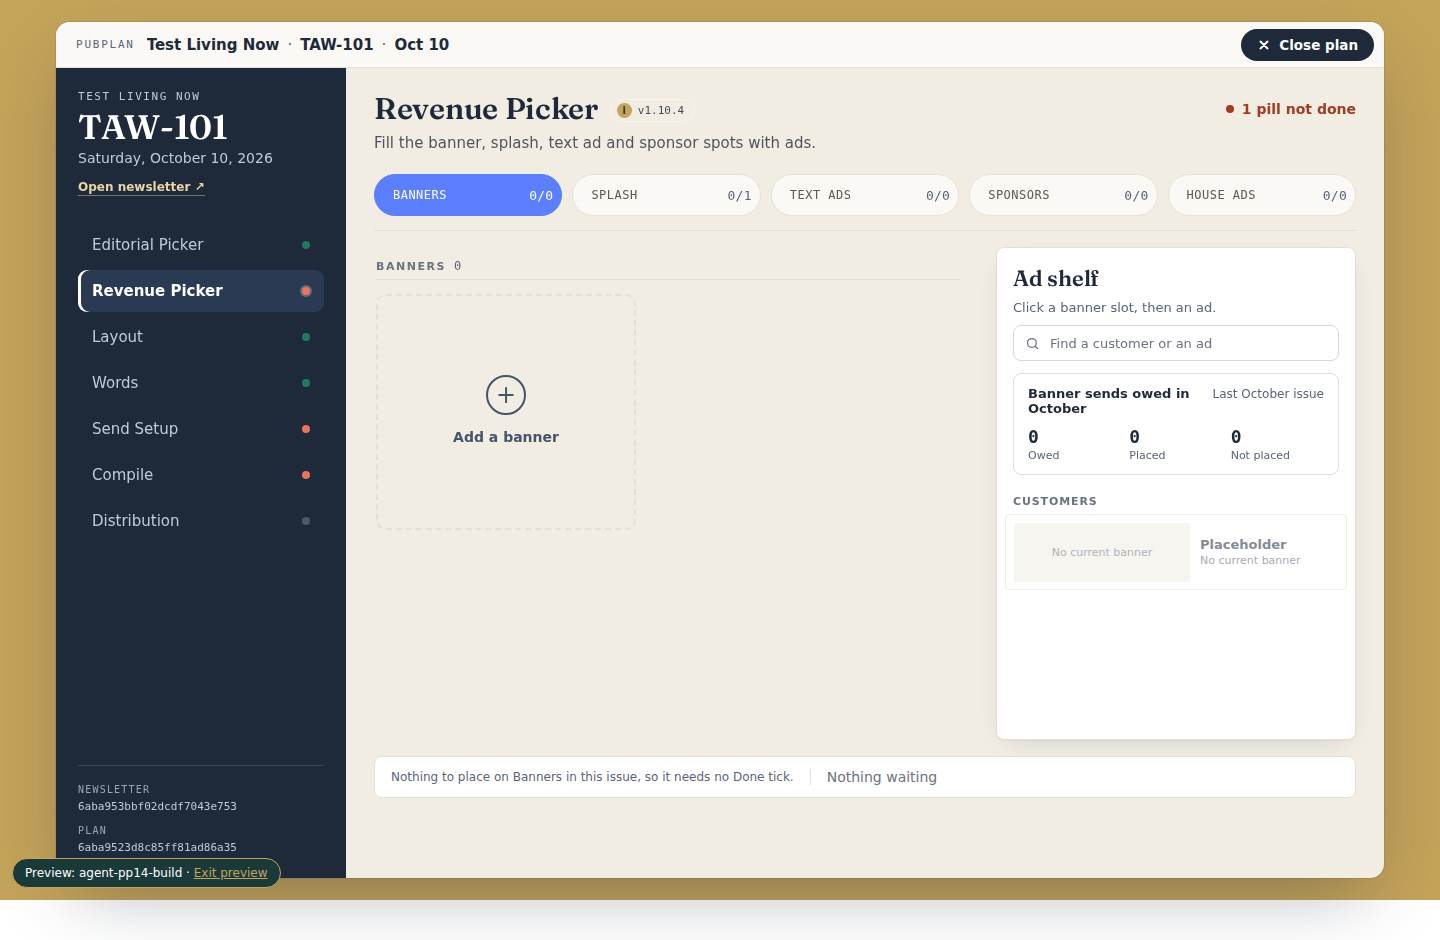 PUBPLAN Test Living Now · TAW-101 · Oct 10
Close plan
TEST LIVING NOW
TAW-101
Saturday, October 10, 2026
Open newsletter ↗
Editorial Picker
Revenue Picker
Layout
Words
Send Setup
Compile
Distribution
NEWSLETTER
6aba953bbf02dcdf7043e753
PLAN
6aba9523d8c85ff81ad86a35
Preview: agent-pp14-build · Exit preview
Revenue Picker
i v1.10.4
1 pill not done
Fill the banner, splash, text ad and sponsor spots with ads.
BANNERS 0/0
SPLASH 0/1
TEXT ADS 0/0
SPONSORS 0/0
HOUSE ADS 0/0
BANNERS 0
Add a banner
Ad shelf
Click a banner slot, then an ad.
Find a customer or an ad
Banner sends owed in
October
Last October issue
0 0 0
Owed Placed Not placed
CUSTOMERS
No current banner
Placeholder
No current banner
Nothing to place on Banners in this issue, so it needs no Done tick.
Nothing waiting